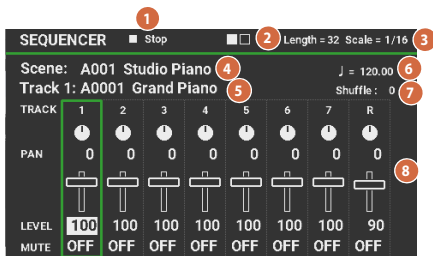 1
SEQUENCER Stop 2 Length = 32 Scale = 1/16 3
Scene: A001 Studio Piano 4 ♩ = 120.00 6
Track 1: A0001 Grand Piano 5 Shuffle: 0 7
TRACK 1 2 3 4 5 6 7 R
PAN 0 0 0 0 0 0 0 0 8
LEVEL 100 100 100 100 100 100 100 90
MUTE OFF OFF OFF OFF OFF OFF OFF OFF